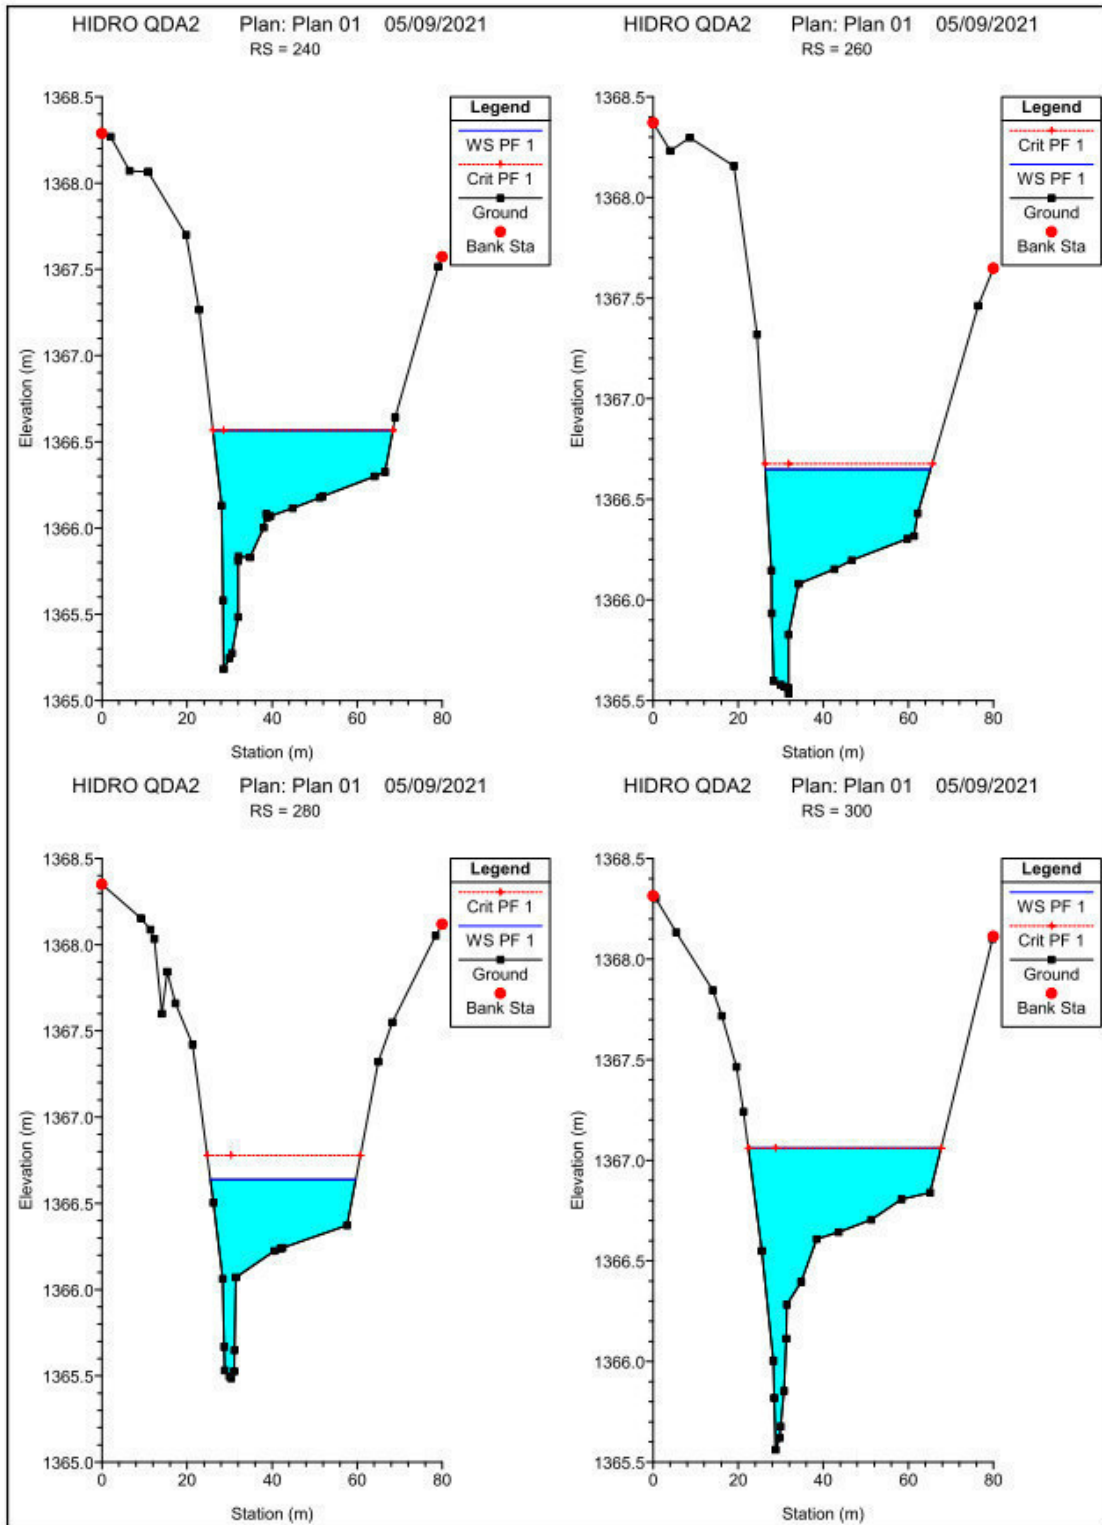 HIDRO QDA2 Plan: Plan 01 05/09/2021
RS = 240
1368.5
1368.0
1367.5
1367.0
1366.5
1366.0
1365.5
1365.0
0 20 40 60 80
Elevation (m)
Station (m)
Legend
WS PF 1
Crit PF 1
Ground
Bank Sta
HIDRO QDA2 Plan: Plan 01 05/09/2021
RS = 260
1368.5
1368.0
1367.5
1367.0
1366.5
1366.0
1365.5
0 20 40 60 80
Elevation (m)
Station (m)
Legend
Crit PF 1
WS PF 1
Ground
Bank Sta
HIDRO QDA2 Plan: Plan 01 05/09/2021
RS = 280
1368.5
1368.0
1367.5
1367.0
1366.5
1366.0
1365.5
1365.0
0 20 40 60 80
Elevation (m)
Station (m)
Legend
Crit PF 1
WS PF 1
Ground
Bank Sta
HIDRO QDA2 Plan: Plan 01 05/09/2021
RS = 300
1368.5
1368.0
1367.5
1367.0
1366.5
1366.0
1365.5
0 20 40 60 80
Elevation (m)
Station (m)
Legend
WS PF 1
Crit PF 1
Ground
Bank Sta